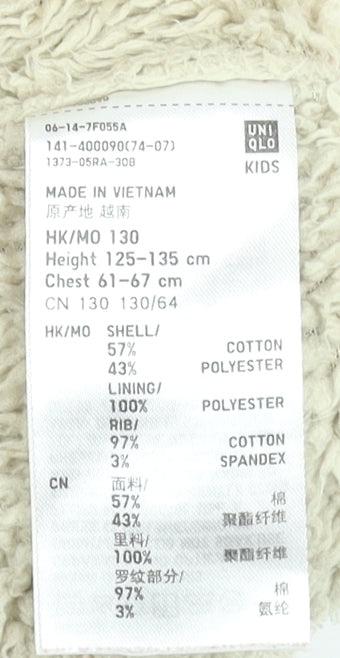 06-14-7F055A
141-400090(74-07)
1373-05RA-30B
UNI
QLO
KIDS
MADE IN VIETNAM
原产地 越南
HK/MO 130
Height 125-135 cm
Chest 61-67 cm
CN 130 130/64
HK/MO SHELL/
57% COTTON
43% POLYESTER
LINING/
100% POLYESTER
RIB/
97% COTTON
3% SPANDEX
CN 面料/
57% 棉
43% 聚酯纤维
里料/
100% 聚酯纤维
罗纹部分/
97% 棉
3% 氨纶